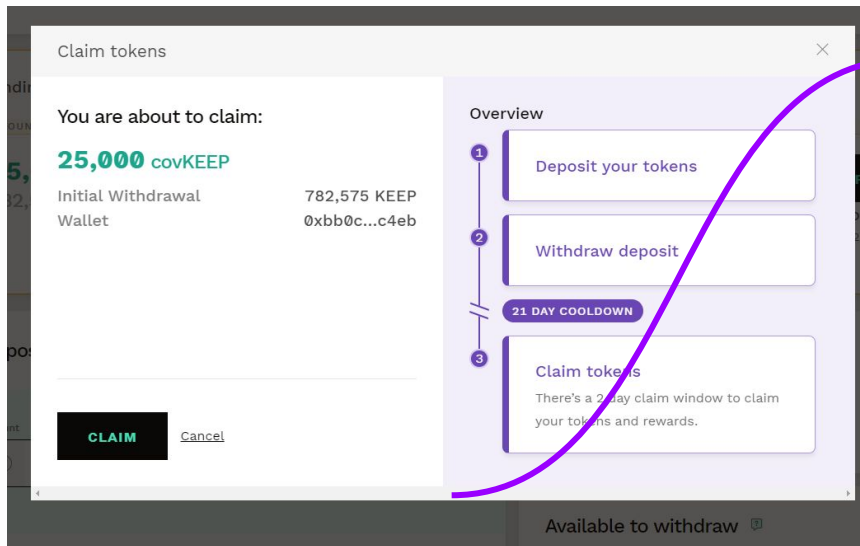 Claim tokens
You are about to claim:
25,000 covKEEP
Initial Withdrawal 782,575 KEEP
Wallet 0xbb0c...c4eb
CLAIM Cancel
Overview
1 Deposit your tokens
2 Withdraw deposit
21 DAY COOLDOWN
3 Claim tokens
There's a 2 day claim window to claim
your tokens and rewards.
Available to withdraw